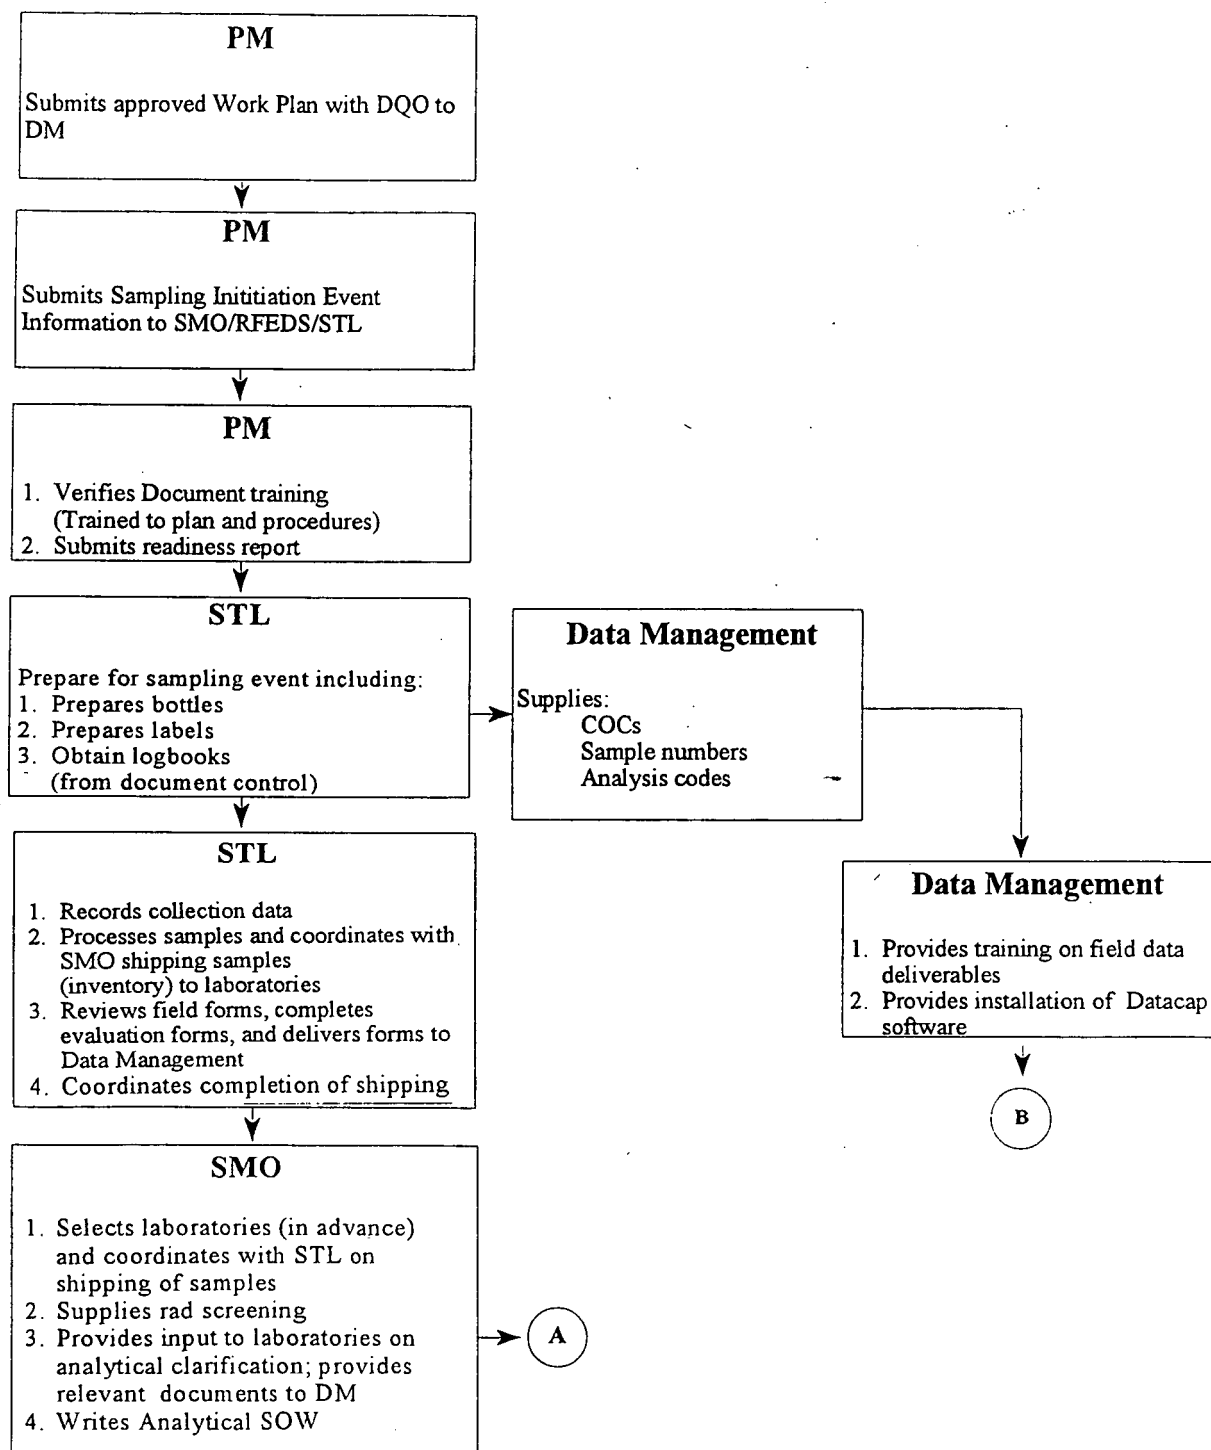 PM
Submits approved Work Plan with DQO to
DM
PM
Submits Sampling Inititiation Event
Information to SMO/RFEDS/STL
PM
1. Verifies Document training
(Trained to plan and procedures)
2. Submits readiness report
STL
Prepare for sampling event including:
1. Prepares bottles
2. Prepares labels
3. Obtain logbooks
(from document control)
Data Management
Supplies:
COCs
Sample numbers
Analysis codes
STL
1. Records collection data
2. Processes samples and coordinates with
SMO shipping samples
(inventory) to laboratories
3. Reviews field forms, completes
evaluation forms, and delivers forms to
Data Management
4. Coordinates completion of shipping
Data Management
1. Provides training on field data
deliverables
2. Provides installation of Datacap
software
B
SMO
1. Selects laboratories (in advance)
and coordinates with STL on
shipping of samples
2. Supplies rad screening
3. Provides input to laboratories on
analytical clarification; provides
relevant documents to DM
4. Writes Analytical SOW
A